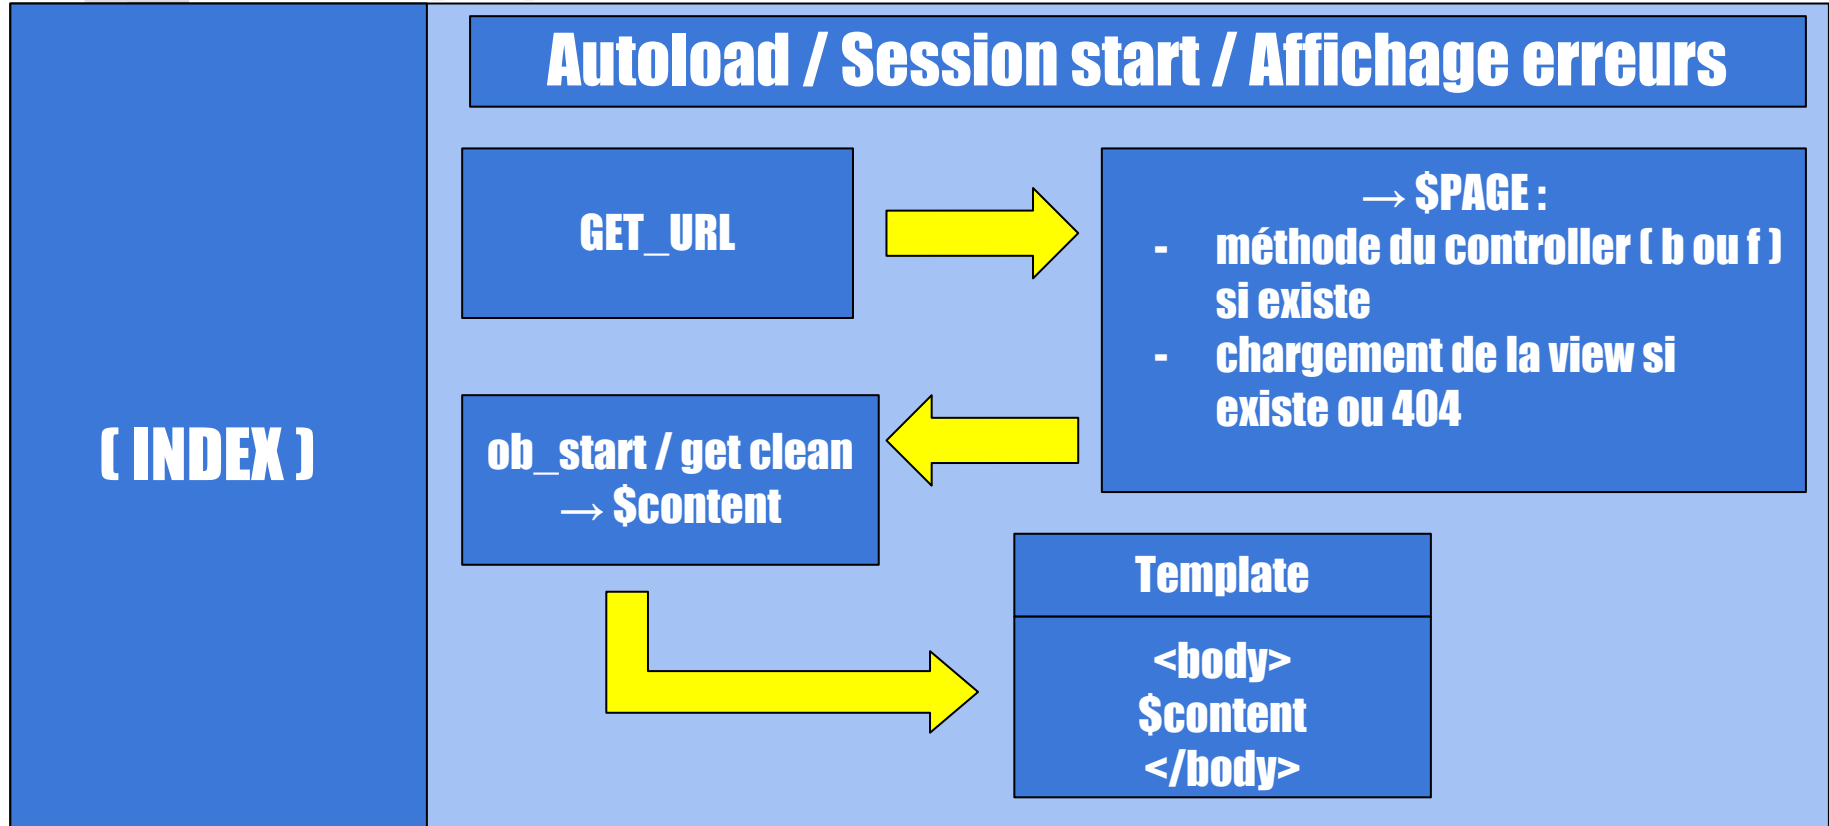 Autoload / Session start / Affichage erreurs
( INDEX )
GET_URL
→ $PAGE :
- méthode du controller ( b ou f )
si existe
- chargement de la view si
existe ou 404
ob_start / get clean
→ $content
Template
<body>
$content
</body>